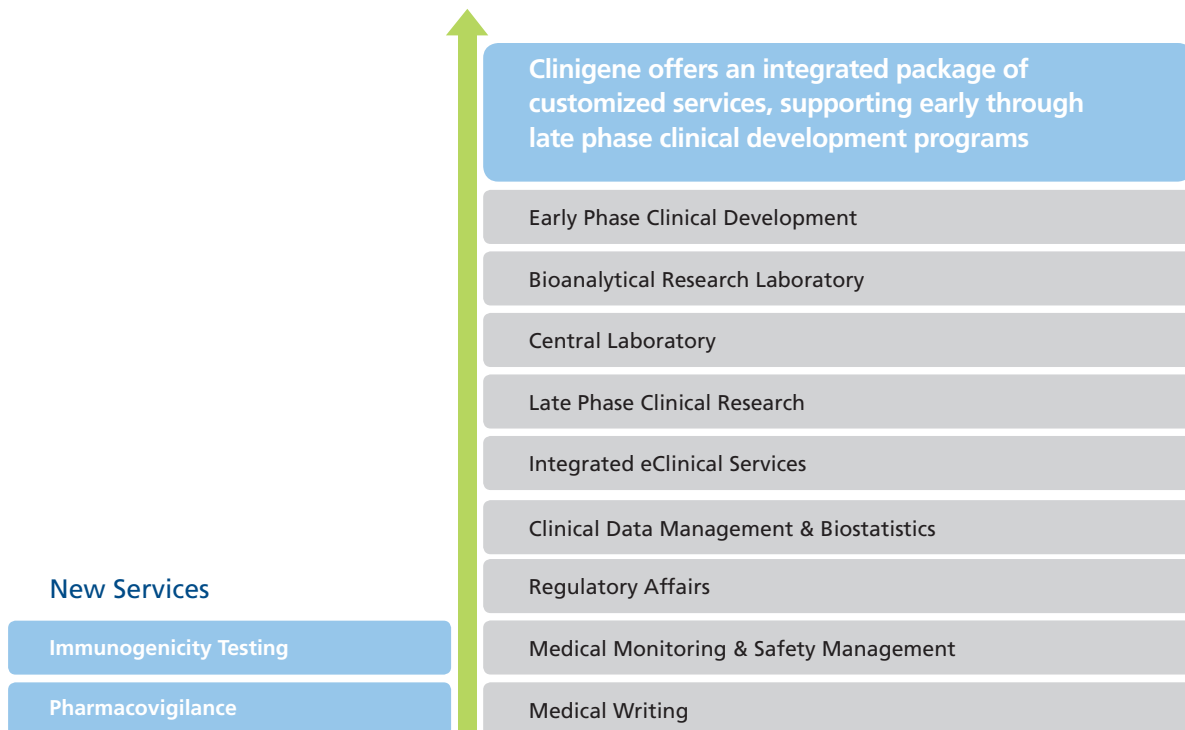 Clinigene offers an integrated package of
customized services, supporting early through
late phase clinical development programs
Early Phase Clinical Development
Bioanalytical Research Laboratory
Central Laboratory
Late Phase Clinical Research
Integrated eClinical Services
Clinical Data Management & Biostatistics
Regulatory Affairs
Medical Monitoring & Safety Management
Medical Writing
New Services
Immunogenicity Testing
Pharmacovigilance